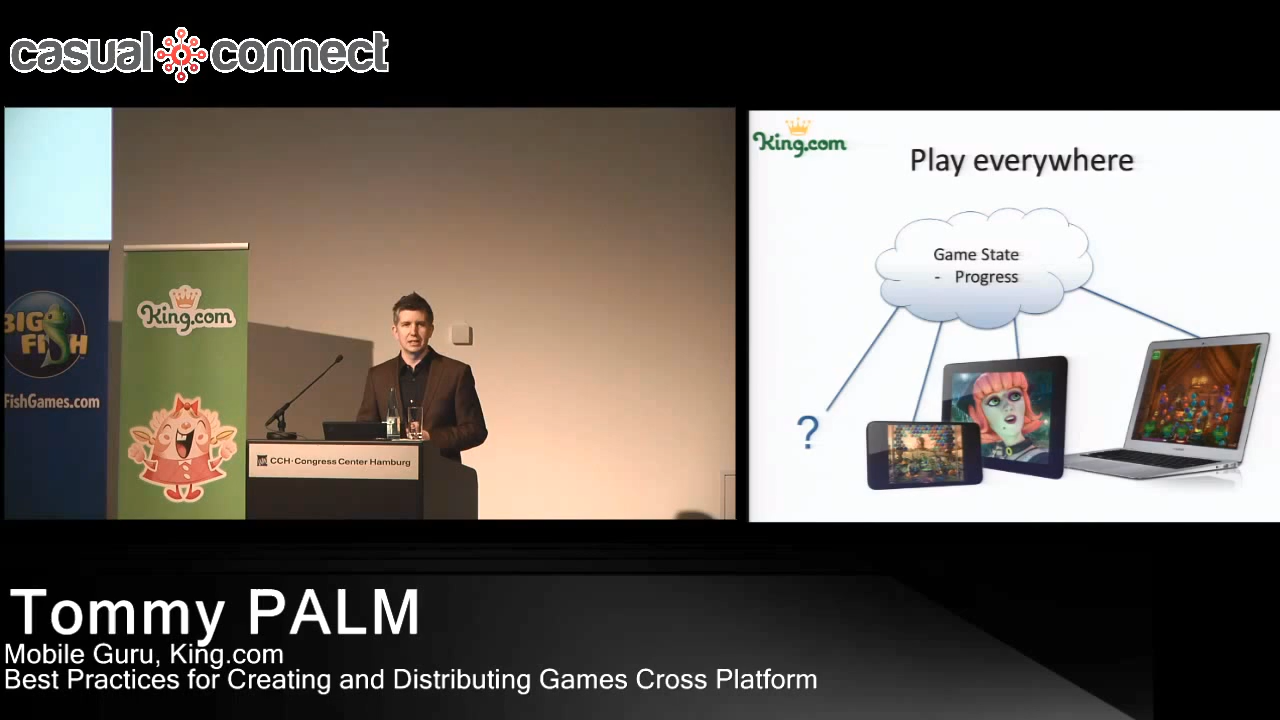 casual connect
King.com
Play everywhere
Game State
- Progress
?
BIG
FISH
FishGames.com
King.com
CCH·Congress Center Hamburg
Tommy PALM
Mobile Guru, King.com
Best Practices for Creating and Distributing Games Cross Platform